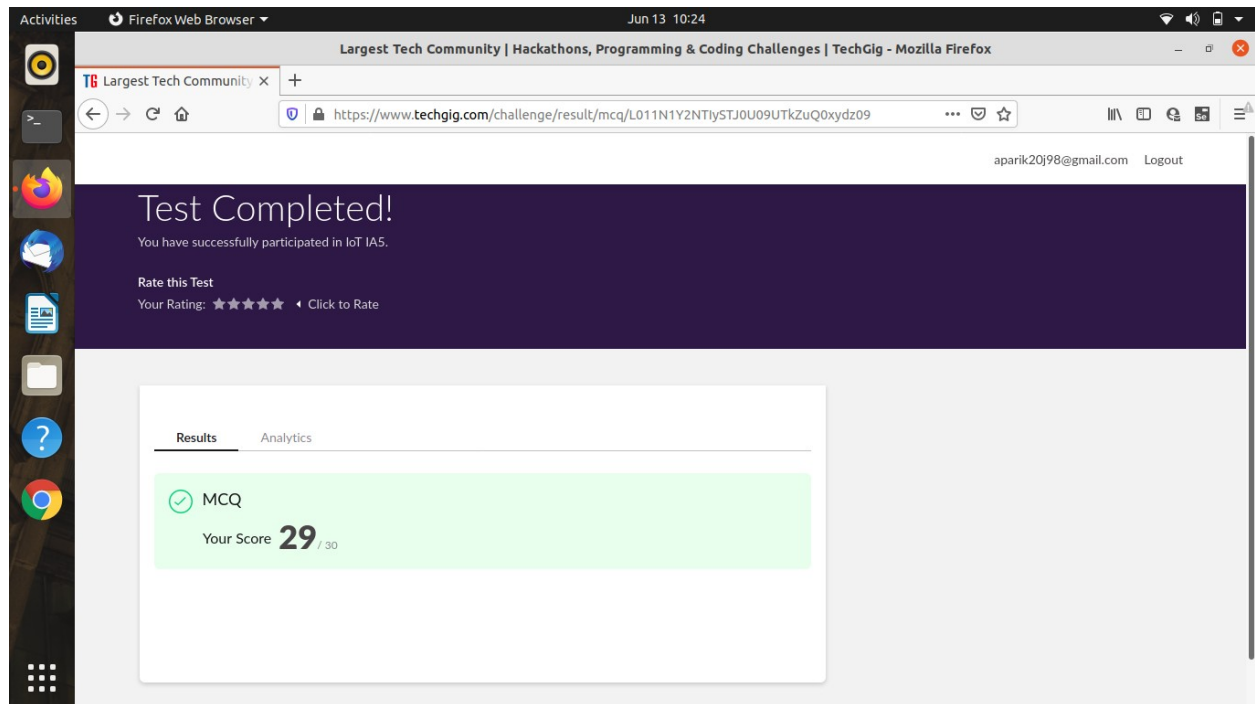 Activities Firefox Web Browser Jun 13 10:24
Largest Tech Community | Hackathons, Programming & Coding Challenges | TechGig - Mozilla Firefox
TG Largest Tech Community
https://www.techgig.com/challenge/result/mcq/L011N1Y2NTIySTJ0U09UTkZuQ0xydz09
aparik20j98@gmail.com Logout
Test Completed!
You have successfully participated in IoT IA5.
Rate this Test
Your Rating: Click to Rate
Results Analytics
MCQ
Your Score 29 / 30